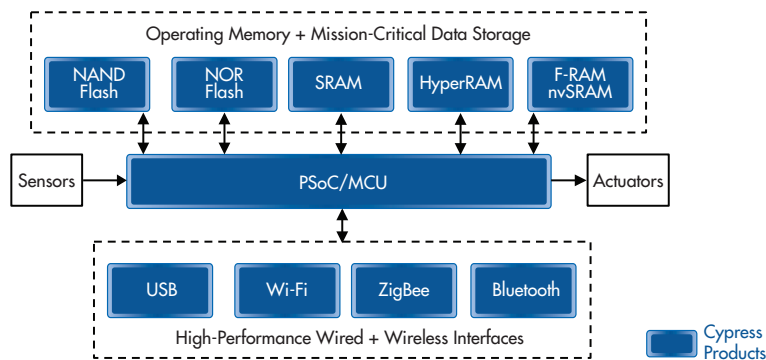 Operating Memory + Mission-Critical Data Storage
NAND
Flash
NOR
Flash
SRAM
HyperRAM
F-RAM
nvSRAM
Sensors
PSoC/MCU
Actuators
USB
Wi-Fi
ZigBee
Bluetooth
High-Performance Wired + Wireless Interfaces
Cypress
Products